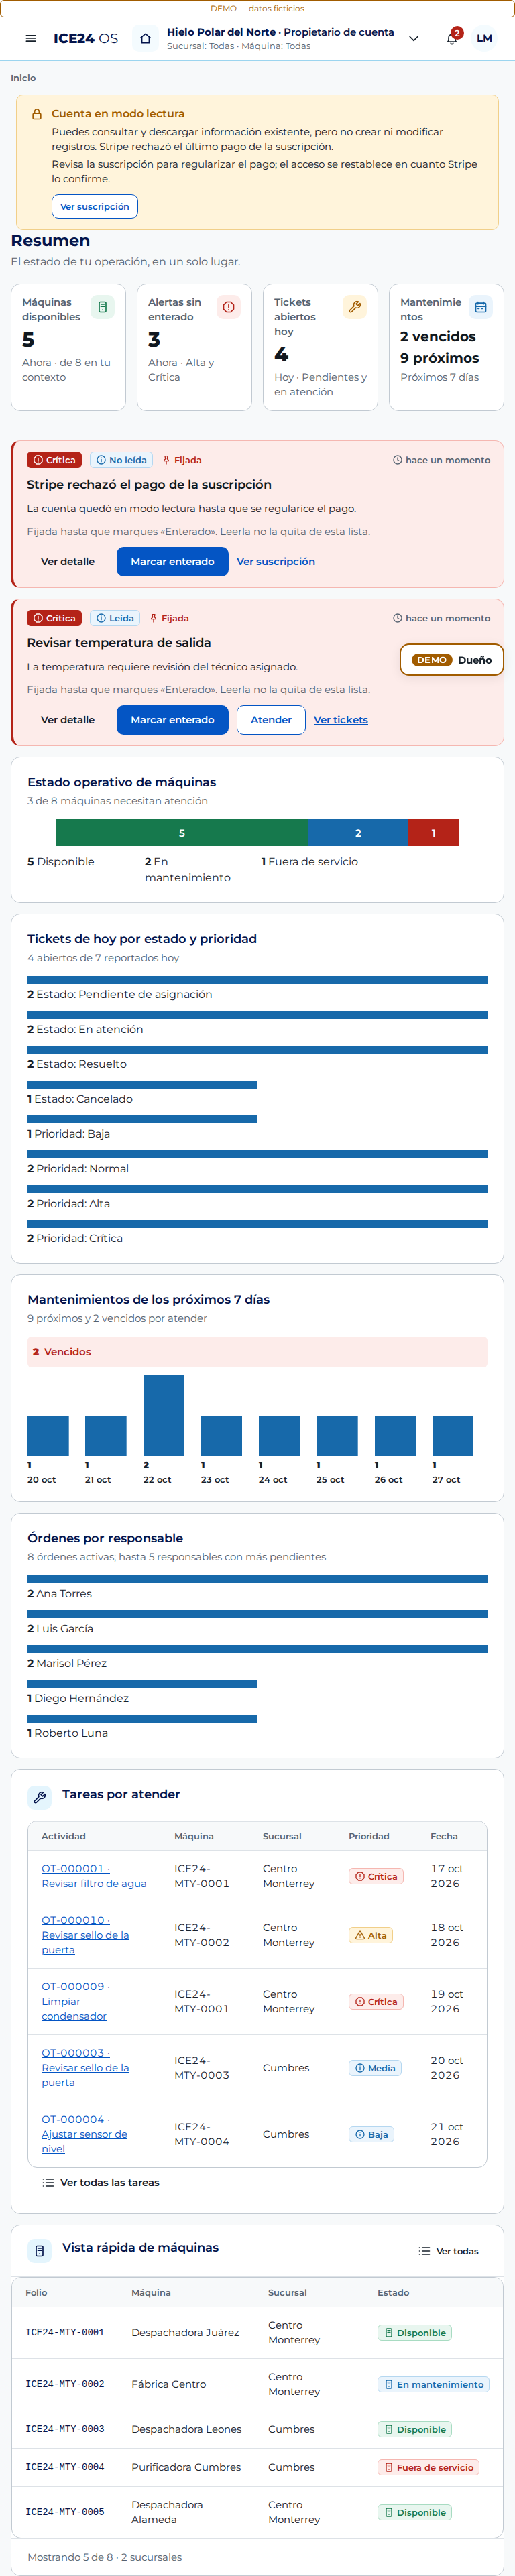 DEMO — datos ficticios
ICE24 OS
Hielo Polar del Norte · Propietario de cuenta
Sucursal: Todas · Máquina: Todas
2
LM
Inicio
Cuenta en modo lectura
Puedes consultar y descargar información existente, pero no crear ni modificar
registros. Stripe rechazó el último pago de la suscripción.
Revisa la suscripción para regularizar el pago; el acceso se restablece en cuanto Stripe
lo confirme.
Ver suscripción
Resumen
El estado de tu operación, en un solo lugar.
Máquinas
disponibles
5
Ahora · de 8 en tu
contexto
Alertas sin
enterado
3
Ahora · Alta y
Crítica
Tickets
abiertos
hoy
4
Hoy · Pendientes y
en atención
Mantenimie
ntos
2 vencidos
9 próximos
Próximos 7 días
Crítica
No leída
Fijada
hace un momento
Stripe rechazó el pago de la suscripción
La cuenta quedó en modo lectura hasta que se regularice el pago.
Fijada hasta que marques «Enterado». Leerla no la quita de esta lista.
Ver detalle
Marcar enterado
Ver suscripción
Crítica
Leída
Fijada
hace un momento
Revisar temperatura de salida
La temperatura requiere revisión del técnico asignado.
Fijada hasta que marques «Enterado». Leerla no la quita de esta lista.
Ver detalle
Marcar enterado
Atender
Ver tickets
DEMO Dueño
Estado operativo de máquinas
3 de 8 máquinas necesitan atención
5
2
1
5 Disponible
2 En
mantenimiento
1 Fuera de servicio
Tickets de hoy por estado y prioridad
4 abiertos de 7 reportados hoy
2 Estado: Pendiente de asignación
2 Estado: En atención
2 Estado: Resuelto
1 Estado: Cancelado
1 Prioridad: Baja
2 Prioridad: Normal
2 Prioridad: Alta
2 Prioridad: Crítica
Mantenimientos de los próximos 7 días
9 próximos y 2 vencidos por atender
2 Vencidos
1
20 oct
1
21 oct
2
22 oct
1
23 oct
1
24 oct
1
25 oct
1
26 oct
1
27 oct
Órdenes por responsable
8 órdenes activas; hasta 5 responsables con más pendientes
2 Ana Torres
2 Luis García
2 Marisol Pérez
1 Diego Hernández
1 Roberto Luna
Tareas por atender
Actividad
Máquina
Sucursal
Prioridad
Fecha
OT-000001 ·
Revisar filtro de agua
ICE24-
MTY-0001
Centro
Monterrey
Crítica
17 oct
2026
OT-000010 ·
Revisar sello de la
puerta
ICE24-
MTY-0002
Centro
Monterrey
Alta
18 oct
2026
OT-000009 ·
Limpiar
condensador
ICE24-
MTY-0001
Centro
Monterrey
Crítica
19 oct
2026
OT-000003 ·
Revisar sello de la
puerta
ICE24-
MTY-0003
Cumbres
Media
20 oct
2026
OT-000004 ·
Ajustar sensor de
nivel
ICE24-
MTY-0004
Cumbres
Baja
21 oct
2026
Ver todas las tareas
Vista rápida de máquinas
Ver todas
Folio
Máquina
Sucursal
Estado
ICE24-MTY-0001
Despachadora Juárez
Centro
Monterrey
Disponible
ICE24-MTY-0002
Fábrica Centro
Centro
Monterrey
En mantenimiento
ICE24-MTY-0003
Despachadora Leones
Cumbres
Disponible
ICE24-MTY-0004
Purificadora Cumbres
Cumbres
Fuera de servicio
ICE24-MTY-0005
Despachadora
Alameda
Centro
Monterrey
Disponible
Mostrando 5 de 8 · 2 sucursales